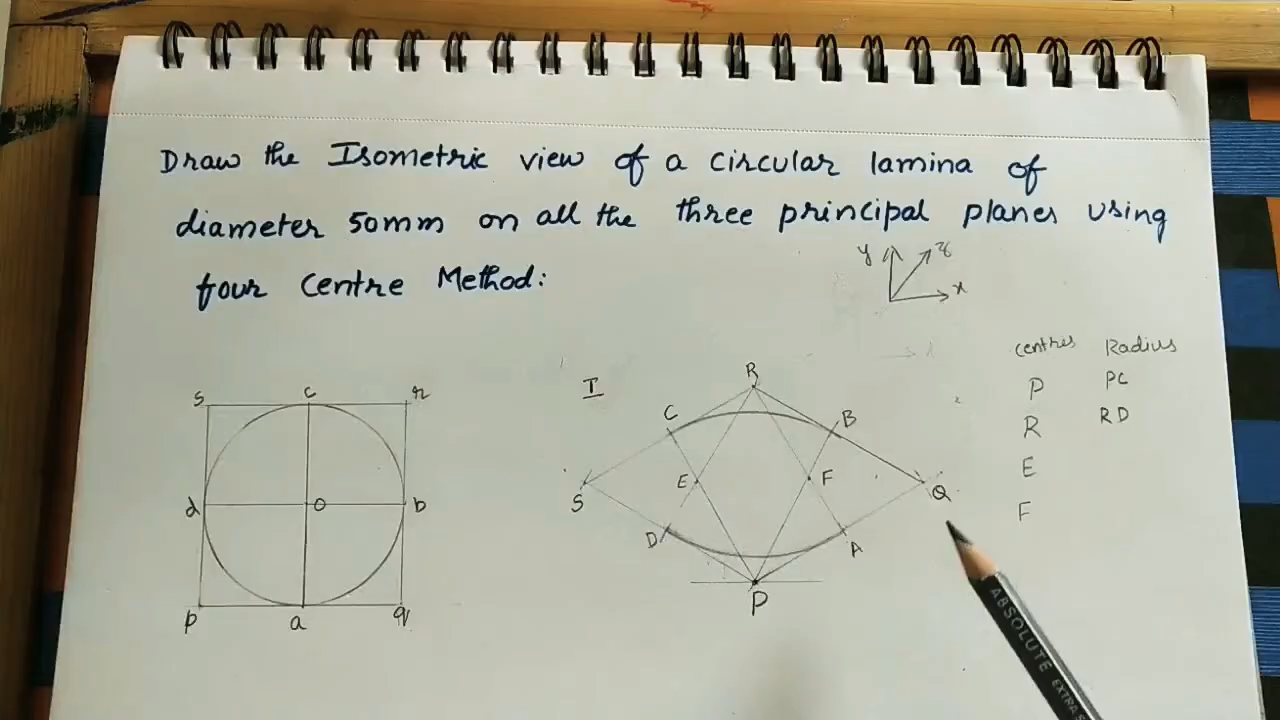 Draw the Isometric view of a circular lamina of
diameter 50mm on all the three principal planes using
four Centre Method:
y z
x
Centres Radius
P PC
R RD
E
F
s c r
d o b
p a q
I
R
C B
S E F Q
D A
P
ABSOLUTE EXTRA